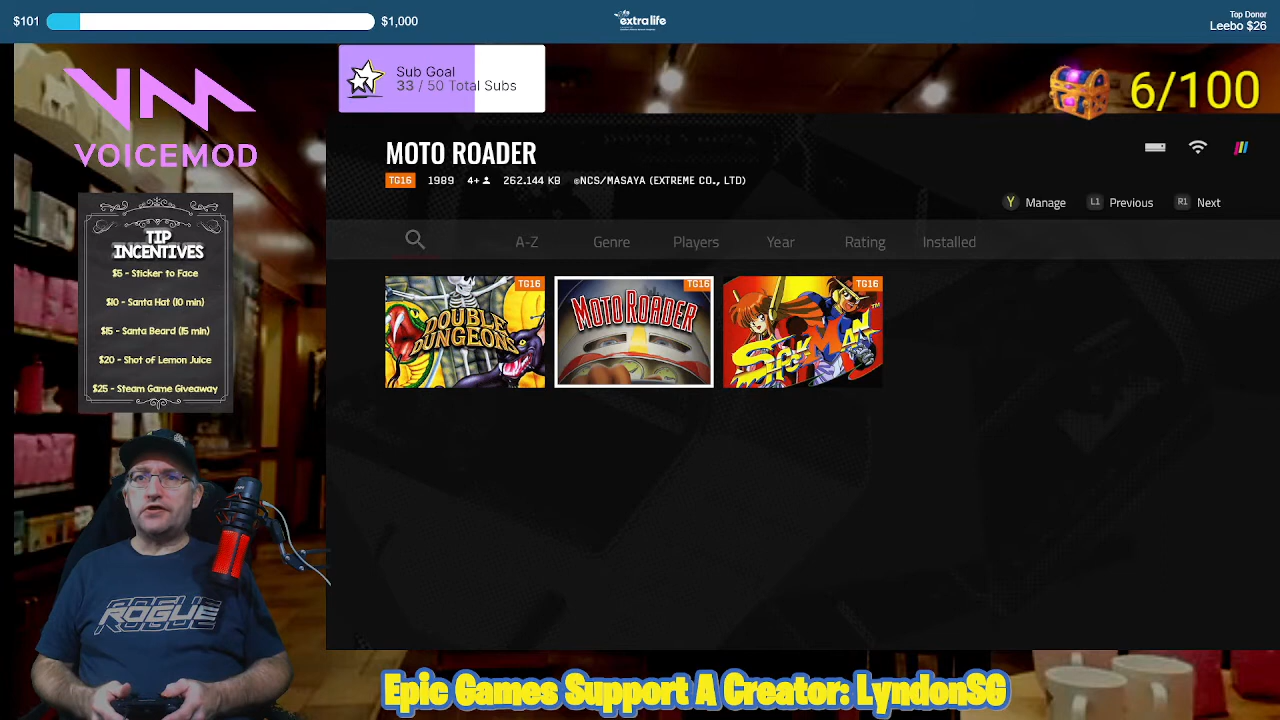 $101
$1,000
extralife
Top Donor
Leebo $26
VM
VOICEMOD
Sub Goal
33 / 50 Total Subs
6/100
MOTO ROADER
TG16 1989 4+ 262.144 KB ©NCS/MASAYA (EXTREME CO., LTD)
Y Manage L1 Previous R1 Next
A-Z Genre Players Year Rating Installed
TG16
DOUBLE
DUNGEONS
TG16
MOTO ROADER
TG16
TIP
INCENTIVES
$5 - Sticker to Face
$10 - Santa Hat (10 min)
$15 - Santa Beard (15 min)
$20 - Shot of Lemon Juice
$25 - Steam Game Giveaway
ROGUE
Epic Games Support A Creator: LyndonSG